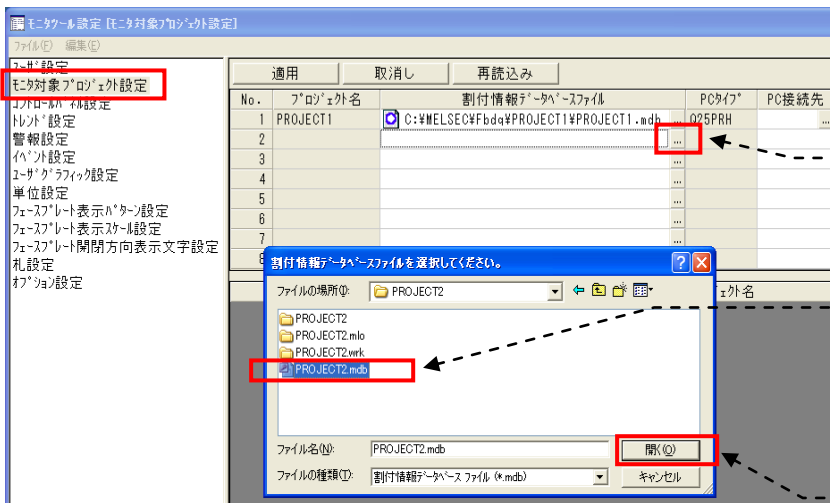 モニタツール設定 [モニタ対象プロジェクト設定]
ファイル(F) 編集(E)
ユーザ設定
モニタ対象プロジェクト設定
コントロールパネル設定
トレンド設定
警報設定
イベント設定
ユーザグラフィック設定
単位設定
フェースプレート表示パターン設定
フェースプレート表示スケール設定
フェースプレート開閉方向表示文字設定
札設定
オプション設定
適用 取消し 再読込み
No. プロジェクト名 割付情報データベースファイル PCタイプ PC接続先
1 PROJECT1 C:¥MELSEC¥Fbdq¥PROJECT1¥PROJECT1.mdb ... Q25PRH ...
2 ...
3 ...
4 ...
5 ...
6 ...
7 ...
8
割付情報データベースファイルを選択してください。
ファイルの場所(I): PROJECT2
ェクト名
PROJECT2
PROJECT2.mlo
PROJECT2.wrk
PROJECT2.mdb
ファイル名(N): PROJECT2.mdb 開く(O)
ファイルの種類(T): 割付情報データベース ファイル (*.mdb) キャンセル